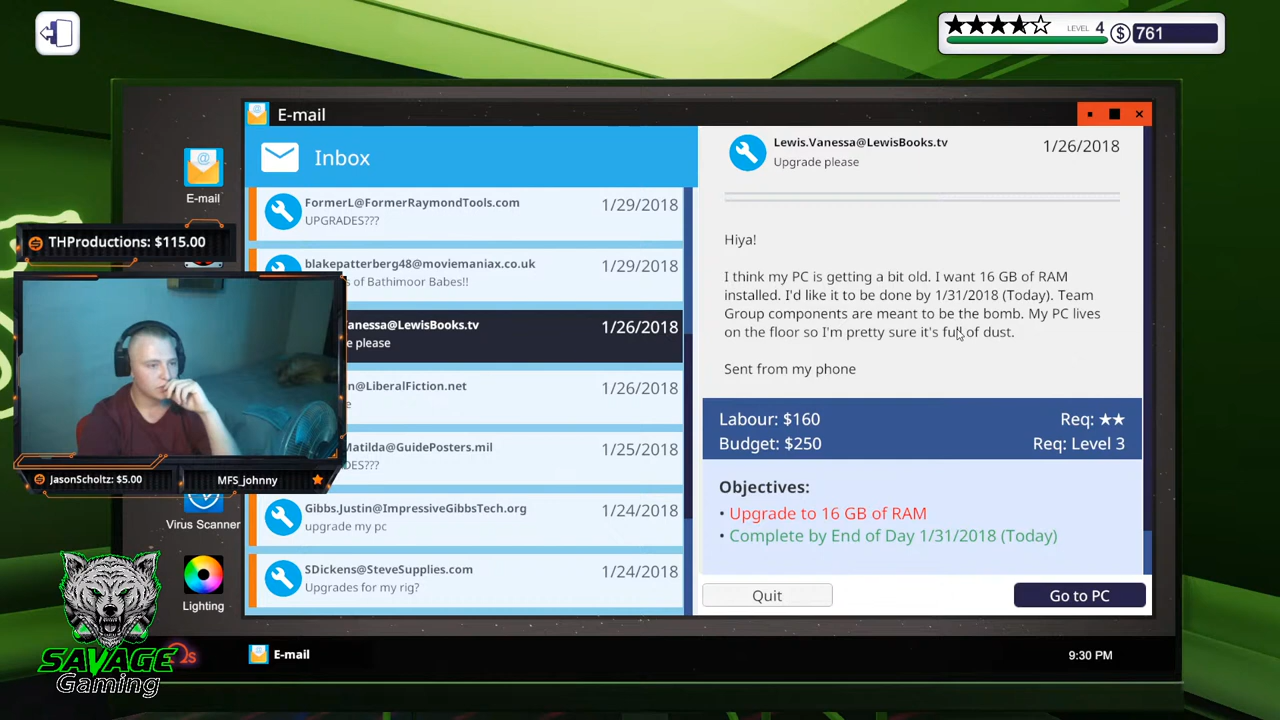 LEVEL 4 $ 761
E-mail
Inbox
FormerL@FormerRaymondTools.com 1/29/2018
UPGRADES???
blakepatterberg48@moviemaniax.co.uk 1/29/2018
s of Bathimoor Babes!!
anessa@LewisBooks.tv 1/26/2018
e please
n@LiberalFiction.net 1/26/2018
e
Matilda@GuidePosters.mil 1/25/2018
DES???
Gibbs.Justin@ImpressiveGibbsTech.org 1/24/2018
upgrade my pc
SDickens@SteveSupplies.com 1/24/2018
Upgrades for my rig?
Lewis.Vanessa@LewisBooks.tv 1/26/2018
Upgrade please
Hiya!
I think my PC is getting a bit old. I want 16 GB of RAM
installed. I'd like it to be done by 1/31/2018 (Today). Team
Group components are meant to be the bomb. My PC lives
on the floor so I'm pretty sure it's full of dust.
Sent from my phone
Labour: $160 Req: ★★
Budget: $250 Req: Level 3
Objectives:
• Upgrade to 16 GB of RAM
• Complete by End of Day 1/31/2018 (Today)
Quit Go to PC
E-mail
Virus Scanner
Lighting
THProductions: $115.00
JasonScholtz: $5.00 MFS_johnny
SAVAGE
Gaming
E-mail 9:30 PM